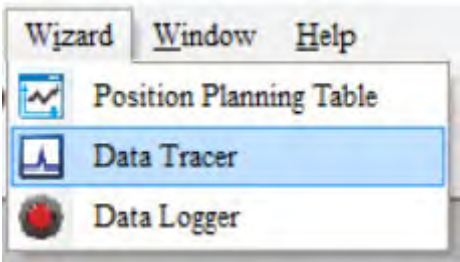 Wizard Window Help
Position Planning Table
Data Tracer
Data Logger